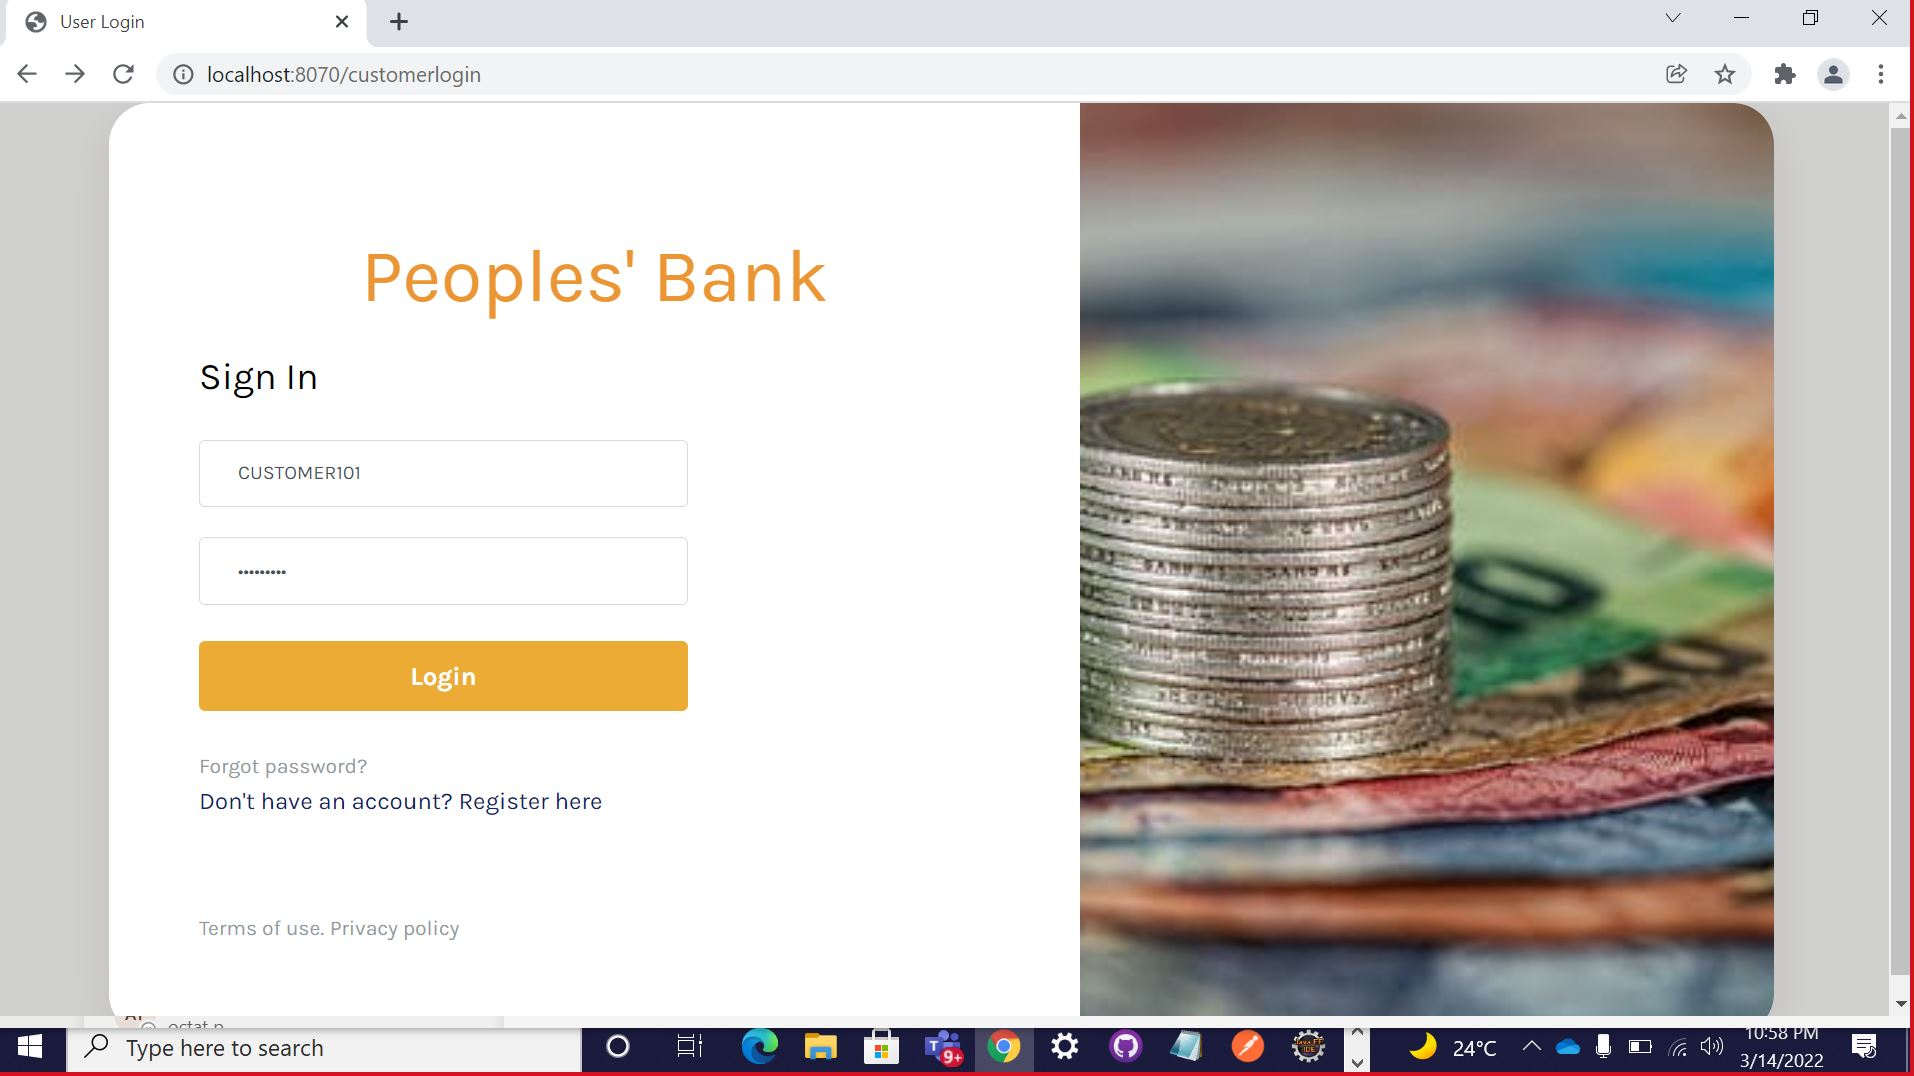 User Login
localhost:8070/customerlogin
Peoples' Bank
Sign In
CUSTOMER101
•••••••••
Login
Forgot password?
Don't have an account? Register here
Terms of use. Privacy policy
Type here to search
9+
24°C
10:58 PM
3/14/2022